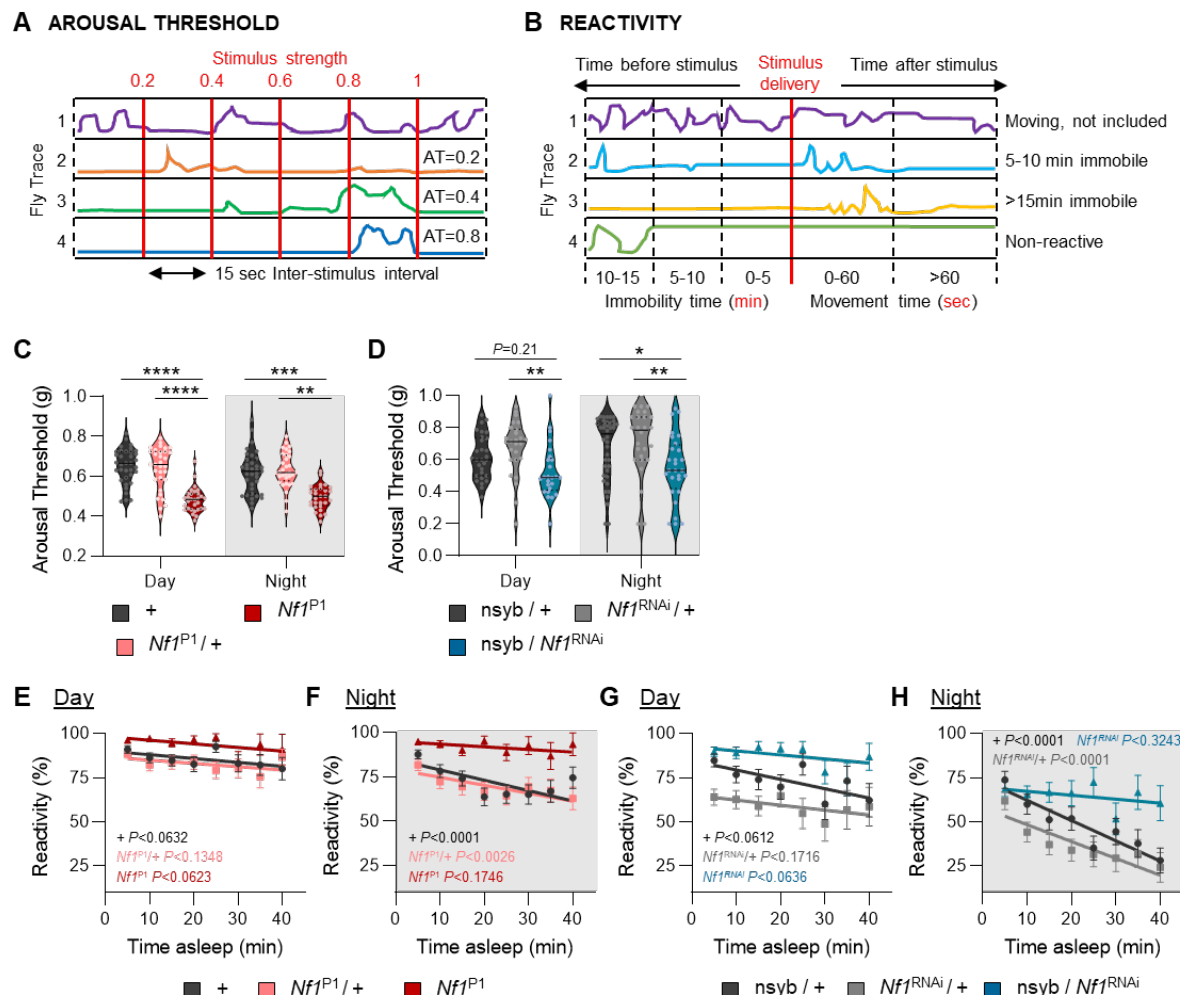 A AROUSAL THRESHOLD
Stimulus strength
0.2 0.4 0.6 0.8 1
Fly Trace
1
2 AT=0.2
3 AT=0.4
4 AT=0.8
15 sec Inter-stimulus interval
B REACTIVITY
Time before stimulus Stimulus delivery Time after stimulus
Fly Trace
1 Moving, not included
2 5-10 min immobile
3 >15min immobile
4 Non-reactive
10-15 5-10 0-5 0-60 >60
Immobility time (min) Movement time (sec)
C
**** ***
**** **
Arousal Threshold (g)
1.0
0.8
0.6
0.4
0.2
Day Night
+ Nf1P1
Nf1P1/ +
D
P=0.21 *
** **
Arousal Threshold (g)
1.0
0.8
0.6
0.4
0.2
0.0
Day Night
nsyb / + Nf1RNAi/ +
nsyb / Nf1RNAi
E Day
Readivity (%)
100
75
50
25
+ P<0.0632
Nf1P1/+ P<0.1348
Nf1P1 P<0.0623
0 10 20 30 40
Time asleep (min)
F Night
Readivity (%)
100
75
50
25
+ P<0.0001
Nf1P1/+ P<0.0026
Nf1P1 P<0.1746
0 10 20 30 40
Time asleep (min)
+ Nf1P1/ + Nf1P1
G Day
Readivity (%)
100
75
50
25
+ P<0.0612
Nf1RNAi/+ P<0.1716
Nf1RNAi P<0.0636
0 10 20 30 40
Time asleep (min)
H Night
Readivity (%)
100
75
50
25
+ P<0.0001 Nf1RNAi P<0.3243
Nf1RNAi/+ P<0.0001
0 10 20 30 40
Time asleep (min)
nsyb / + Nf1RNAi/ + nsyb / Nf1RNAi